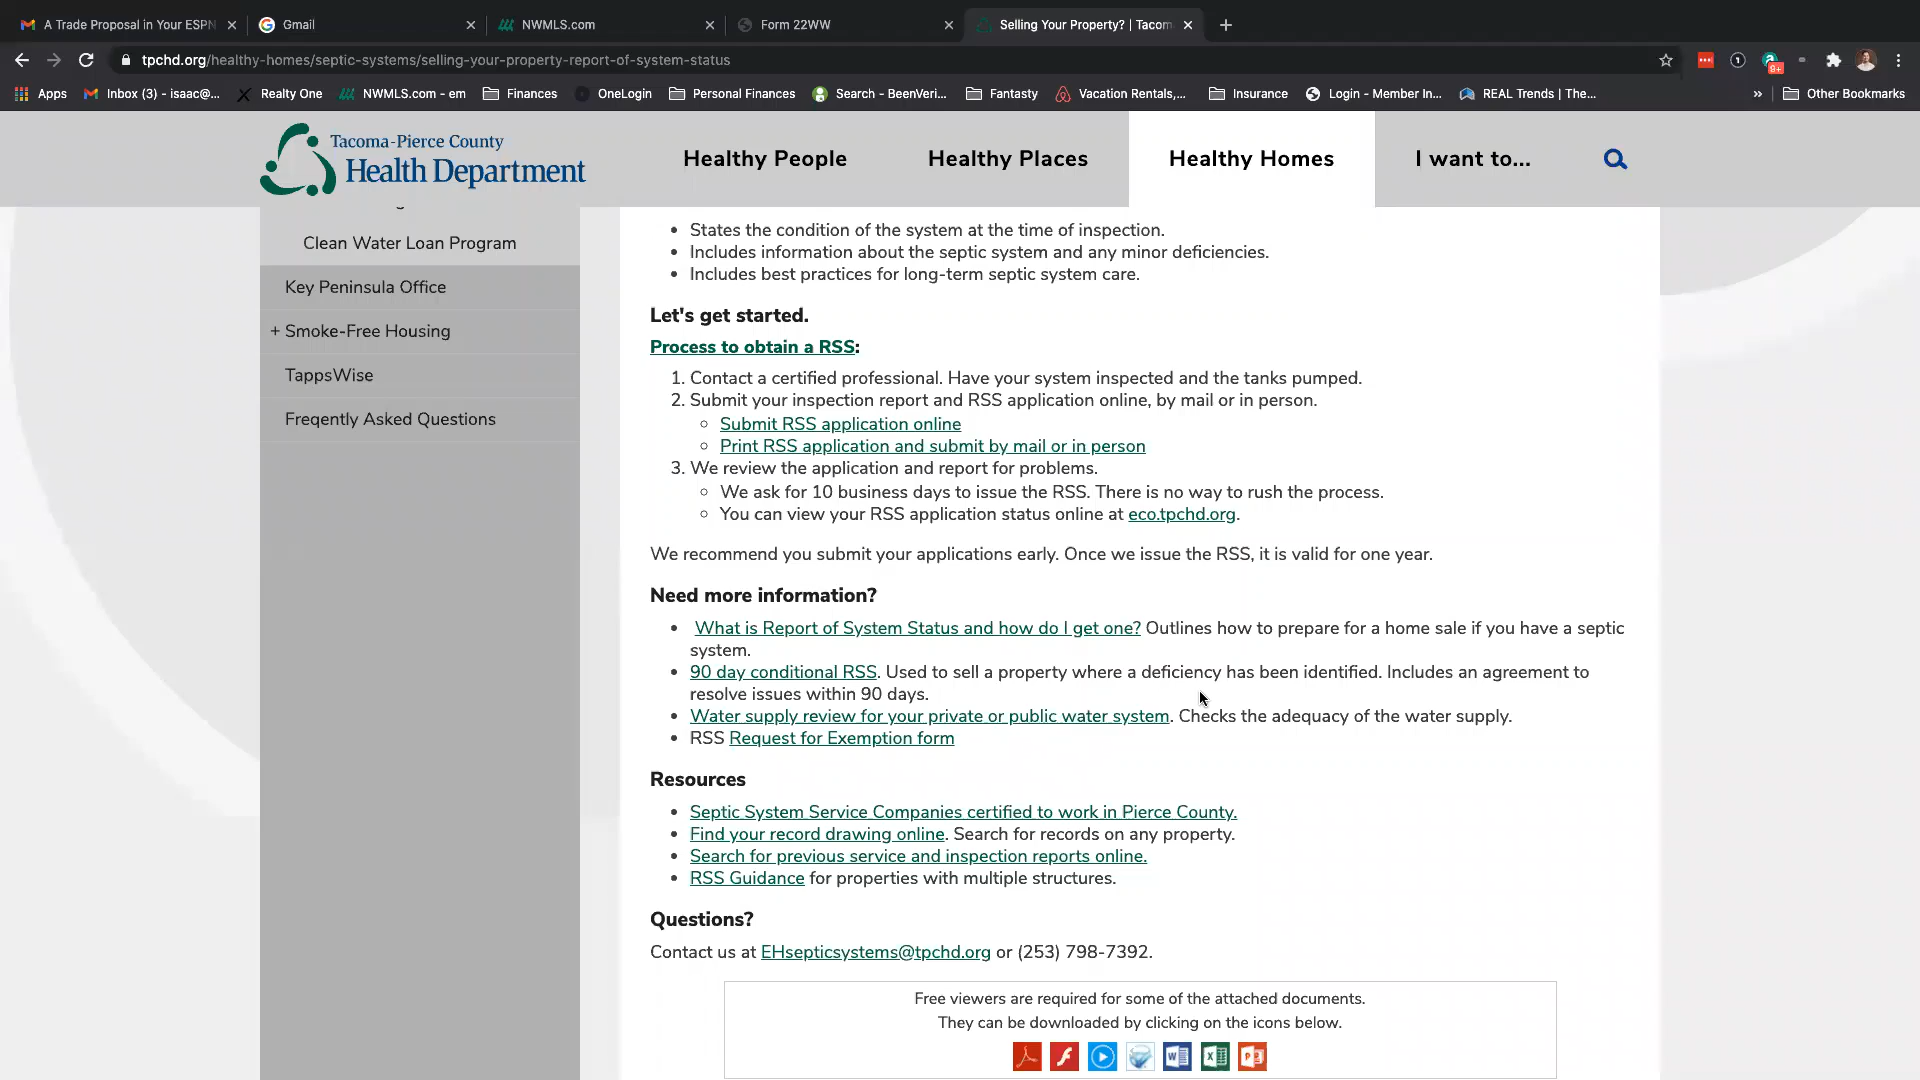 A Trade Proposal in Your ESPN
Gmail
NWMLS.com
Form 22WW
Selling Your Property? | Tacom
tpchd.org/healthy-homes/septic-systems/selling-your-property-report-of-system-status
9+
Apps
Inbox (3) - isaac@...
Realty One
NWMLS.com - em
Finances
OneLogin
Personal Finances
Search - BeenVeri...
Fantasty
Vacation Rentals,...
Insurance
Login - Member In...
REAL Trends | The...
»
Other Bookmarks
Tacoma-Pierce County
Health Department
Healthy People
Healthy Places
Healthy Homes
I want to...
Clean Water Loan Program
Key Peninsula Office
+ Smoke-Free Housing
TappsWise
Freqently Asked Questions
• States the condition of the system at the time of inspection.
• Includes information about the septic system and any minor deficiencies.
• Includes best practices for long-term septic system care.
Let's get started.
Process to obtain a RSS:
1. Contact a certified professional. Have your system inspected and the tanks pumped.
2. Submit your inspection report and RSS application online, by mail or in person.
Submit RSS application online
Print RSS application and submit by mail or in person
3. We review the application and report for problems.
We ask for 10 business days to issue the RSS. There is no way to rush the process.
You can view your RSS application status online at eco.tpchd.org.
We recommend you submit your applications early. Once we issue the RSS, it is valid for one year.
Need more information?
• What is Report of System Status and how do I get one? Outlines how to prepare for a home sale if you have a septic
system.
• 90 day conditional RSS. Used to sell a property where a deficiency has been identified. Includes an agreement to
resolve issues within 90 days.
• Water supply review for your private or public water system. Checks the adequacy of the water supply.
• RSS Request for Exemption form
Resources
• Septic System Service Companies certified to work in Pierce County.
• Find your record drawing online. Search for records on any property.
• Search for previous service and inspection reports online.
• RSS Guidance for properties with multiple structures.
Questions?
Contact us at EHsepticsystems@tpchd.org or (253) 798-7392.
Free viewers are required for some of the attached documents.
They can be downloaded by clicking on the icons below.